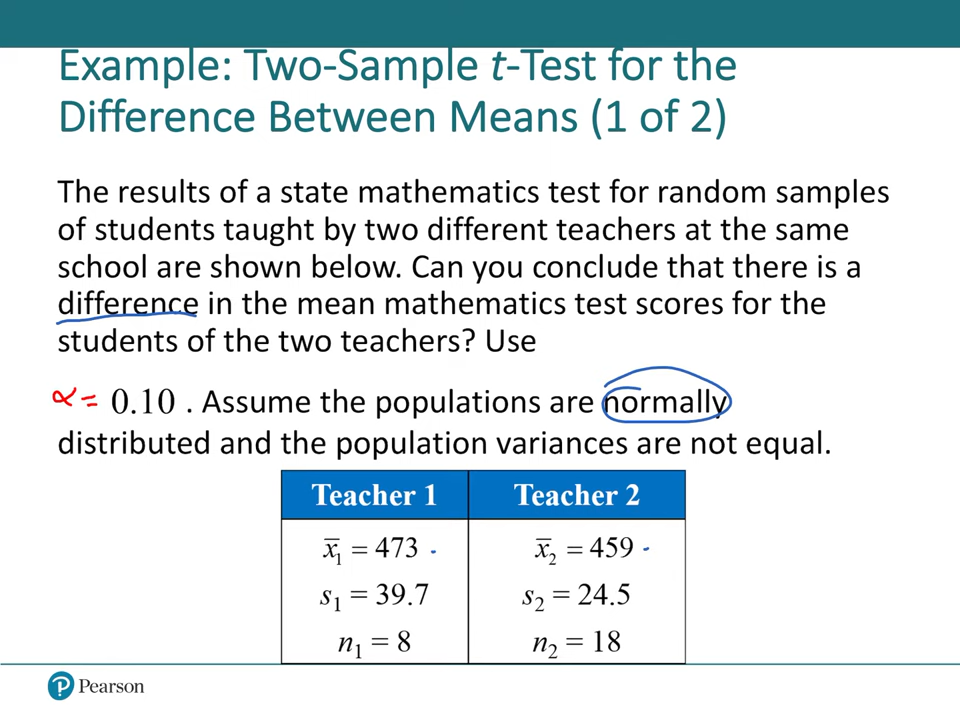 Example: Two-Sample t-Test for the
Difference Between Means (1 of 2)
The results of a state mathematics test for random samples
of students taught by two different teachers at the same
school are shown below. Can you conclude that there is a
difference in the mean mathematics test scores for the
students of the two teachers? Use
α = 0.10 . Assume the populations are normally
distributed and the population variances are not equal.
Teacher 1 Teacher 2
x̄₁ = 473 x̄₂ = 459
s₁ = 39.7 s₂ = 24.5
n₁ = 8 n₂ = 18
P Pearson